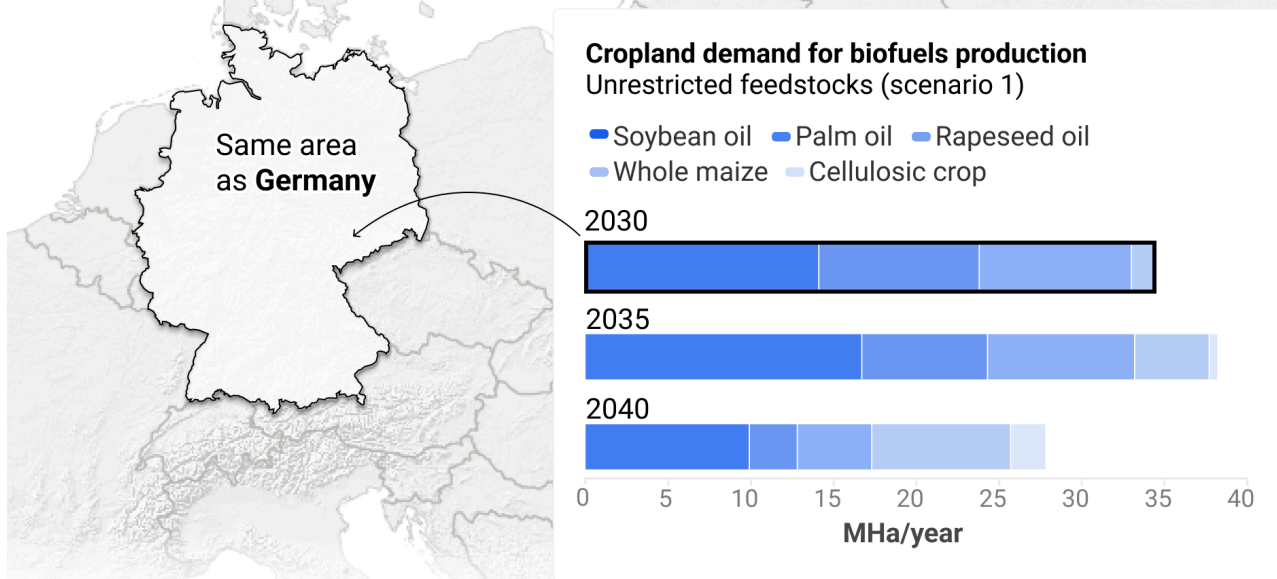 Same area
as Germany
Cropland demand for biofuels production
Unrestricted feedstocks (scenario 1)
Soybean oil Palm oil Rapeseed oil
Whole maize Cellulosic crop
2030
2035
2040
0 5 10 15 20 25 30 35 40
MHa/year